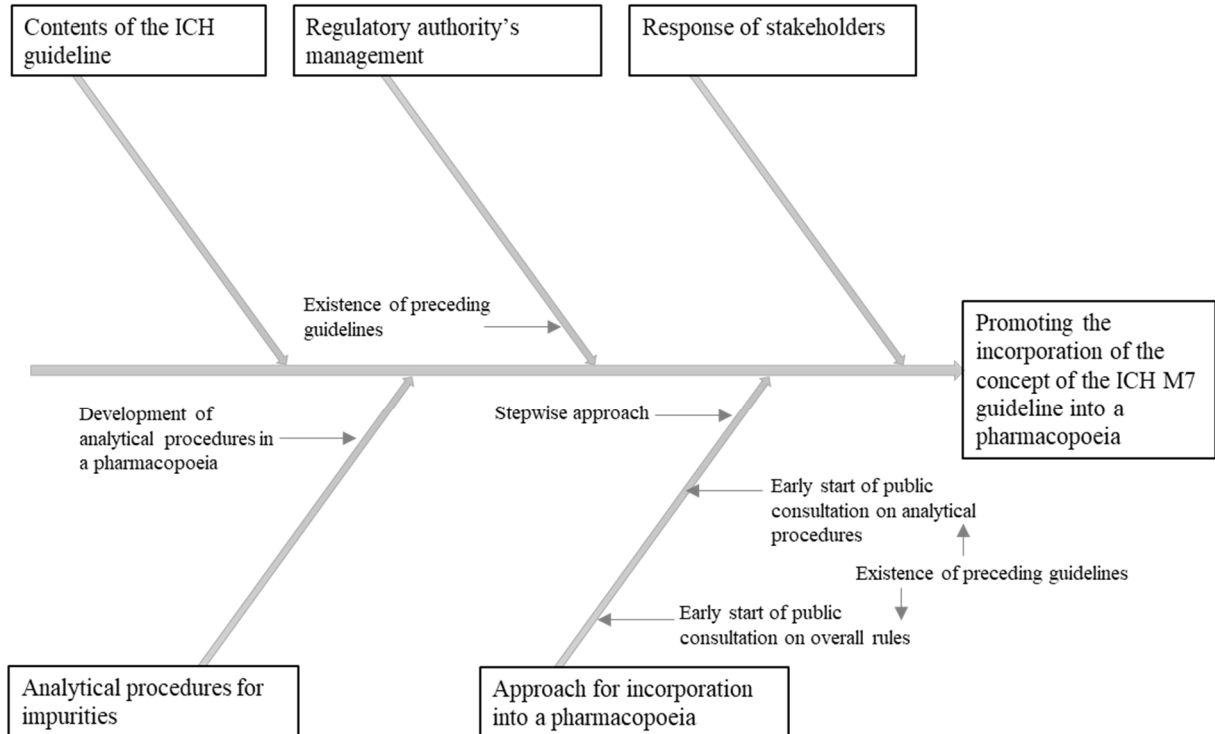 Contents of the ICH
guideline
Regulatory authority's
management
Response of stakeholders
Existence of preceding
guidelines
Promoting the
incorporation of the
concept of the ICH M7
guideline into a
pharmacopoeia
Development of
analytical procedures in
a pharmacopoeia
Stepwise approach
Early start of public
consultation on analytical
procedures
Existence of preceding guidelines
Early start of public
consultation on overall rules
Analytical procedures for
impurities
Approach for incorporation
into a pharmacopoeia